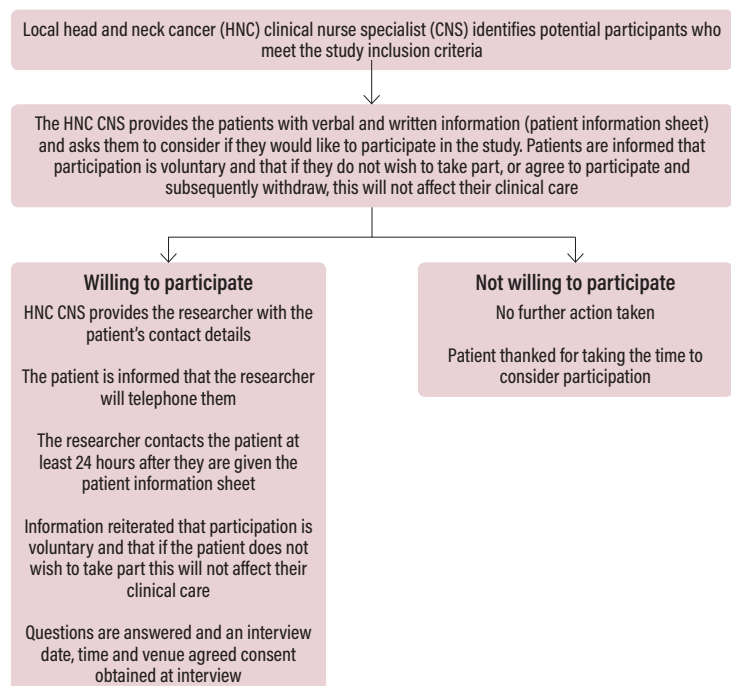 Local head and neck cancer (HNC) clinical nurse specialist (CNS) identifies potential participants who
meet the study inclusion criteria
The HNC CNS provides the patients with verbal and written information (patient information sheet)
and asks them to consider if they would like to participate in the study. Patients are informed that
participation is voluntary and that if they do not wish to take part, or agree to participate and
subsequently withdraw, this will not affect their clinical care
Willing to participate
HNC CNS provides the researcher with the
patient's contact details
The patient is informed that the researcher
will telephone them
The researcher contacts the patient at
least 24 hours after they are given the
patient information sheet
Information reiterated that participation is
voluntary and that if the patient does not
wish to take part this will not affect their
clinical care
Questions are answered and an interview
date, time and venue agreed consent
obtained at interview
Not willing to participate
No further action taken
Patient thanked for taking the time to
consider participation